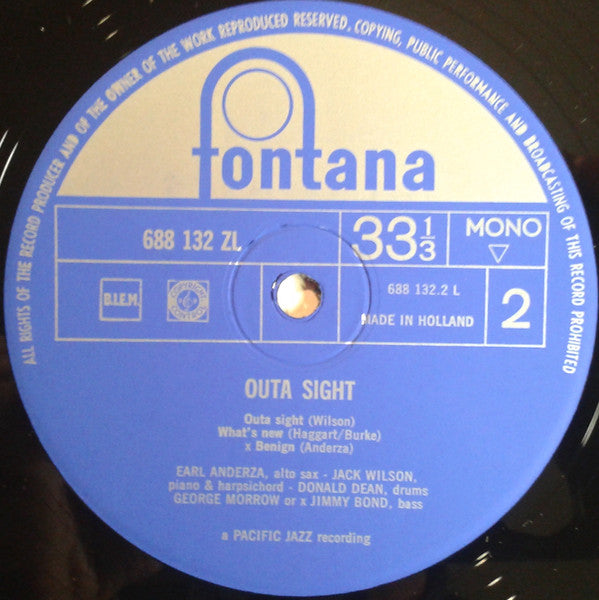 ALL RIGHTS OF THE RECORD PRODUCER AND OF THE OWNER OF THE WORK REPRODUCED RESERVED, COPYING, PUBLIC PERFORMANCE AND BROADCASTING OF THIS RECORD PROHIBITED
fontana
688 132 ZL
33 1/3
MONO
B.I.E.M.
688 132.2 L
MADE IN HOLLAND
2
OUTA SIGHT
Outa sight (Wilson)
What's new (Haggart/Burke)
x Benign (Anderza)
EARL ANDERZA, alto sax - JACK WILSON,
piano & harpsichord - DONALD DEAN, drums
GEORGE MORROW or x JIMMY BOND, bass
a PACIFIC JAZZ recording